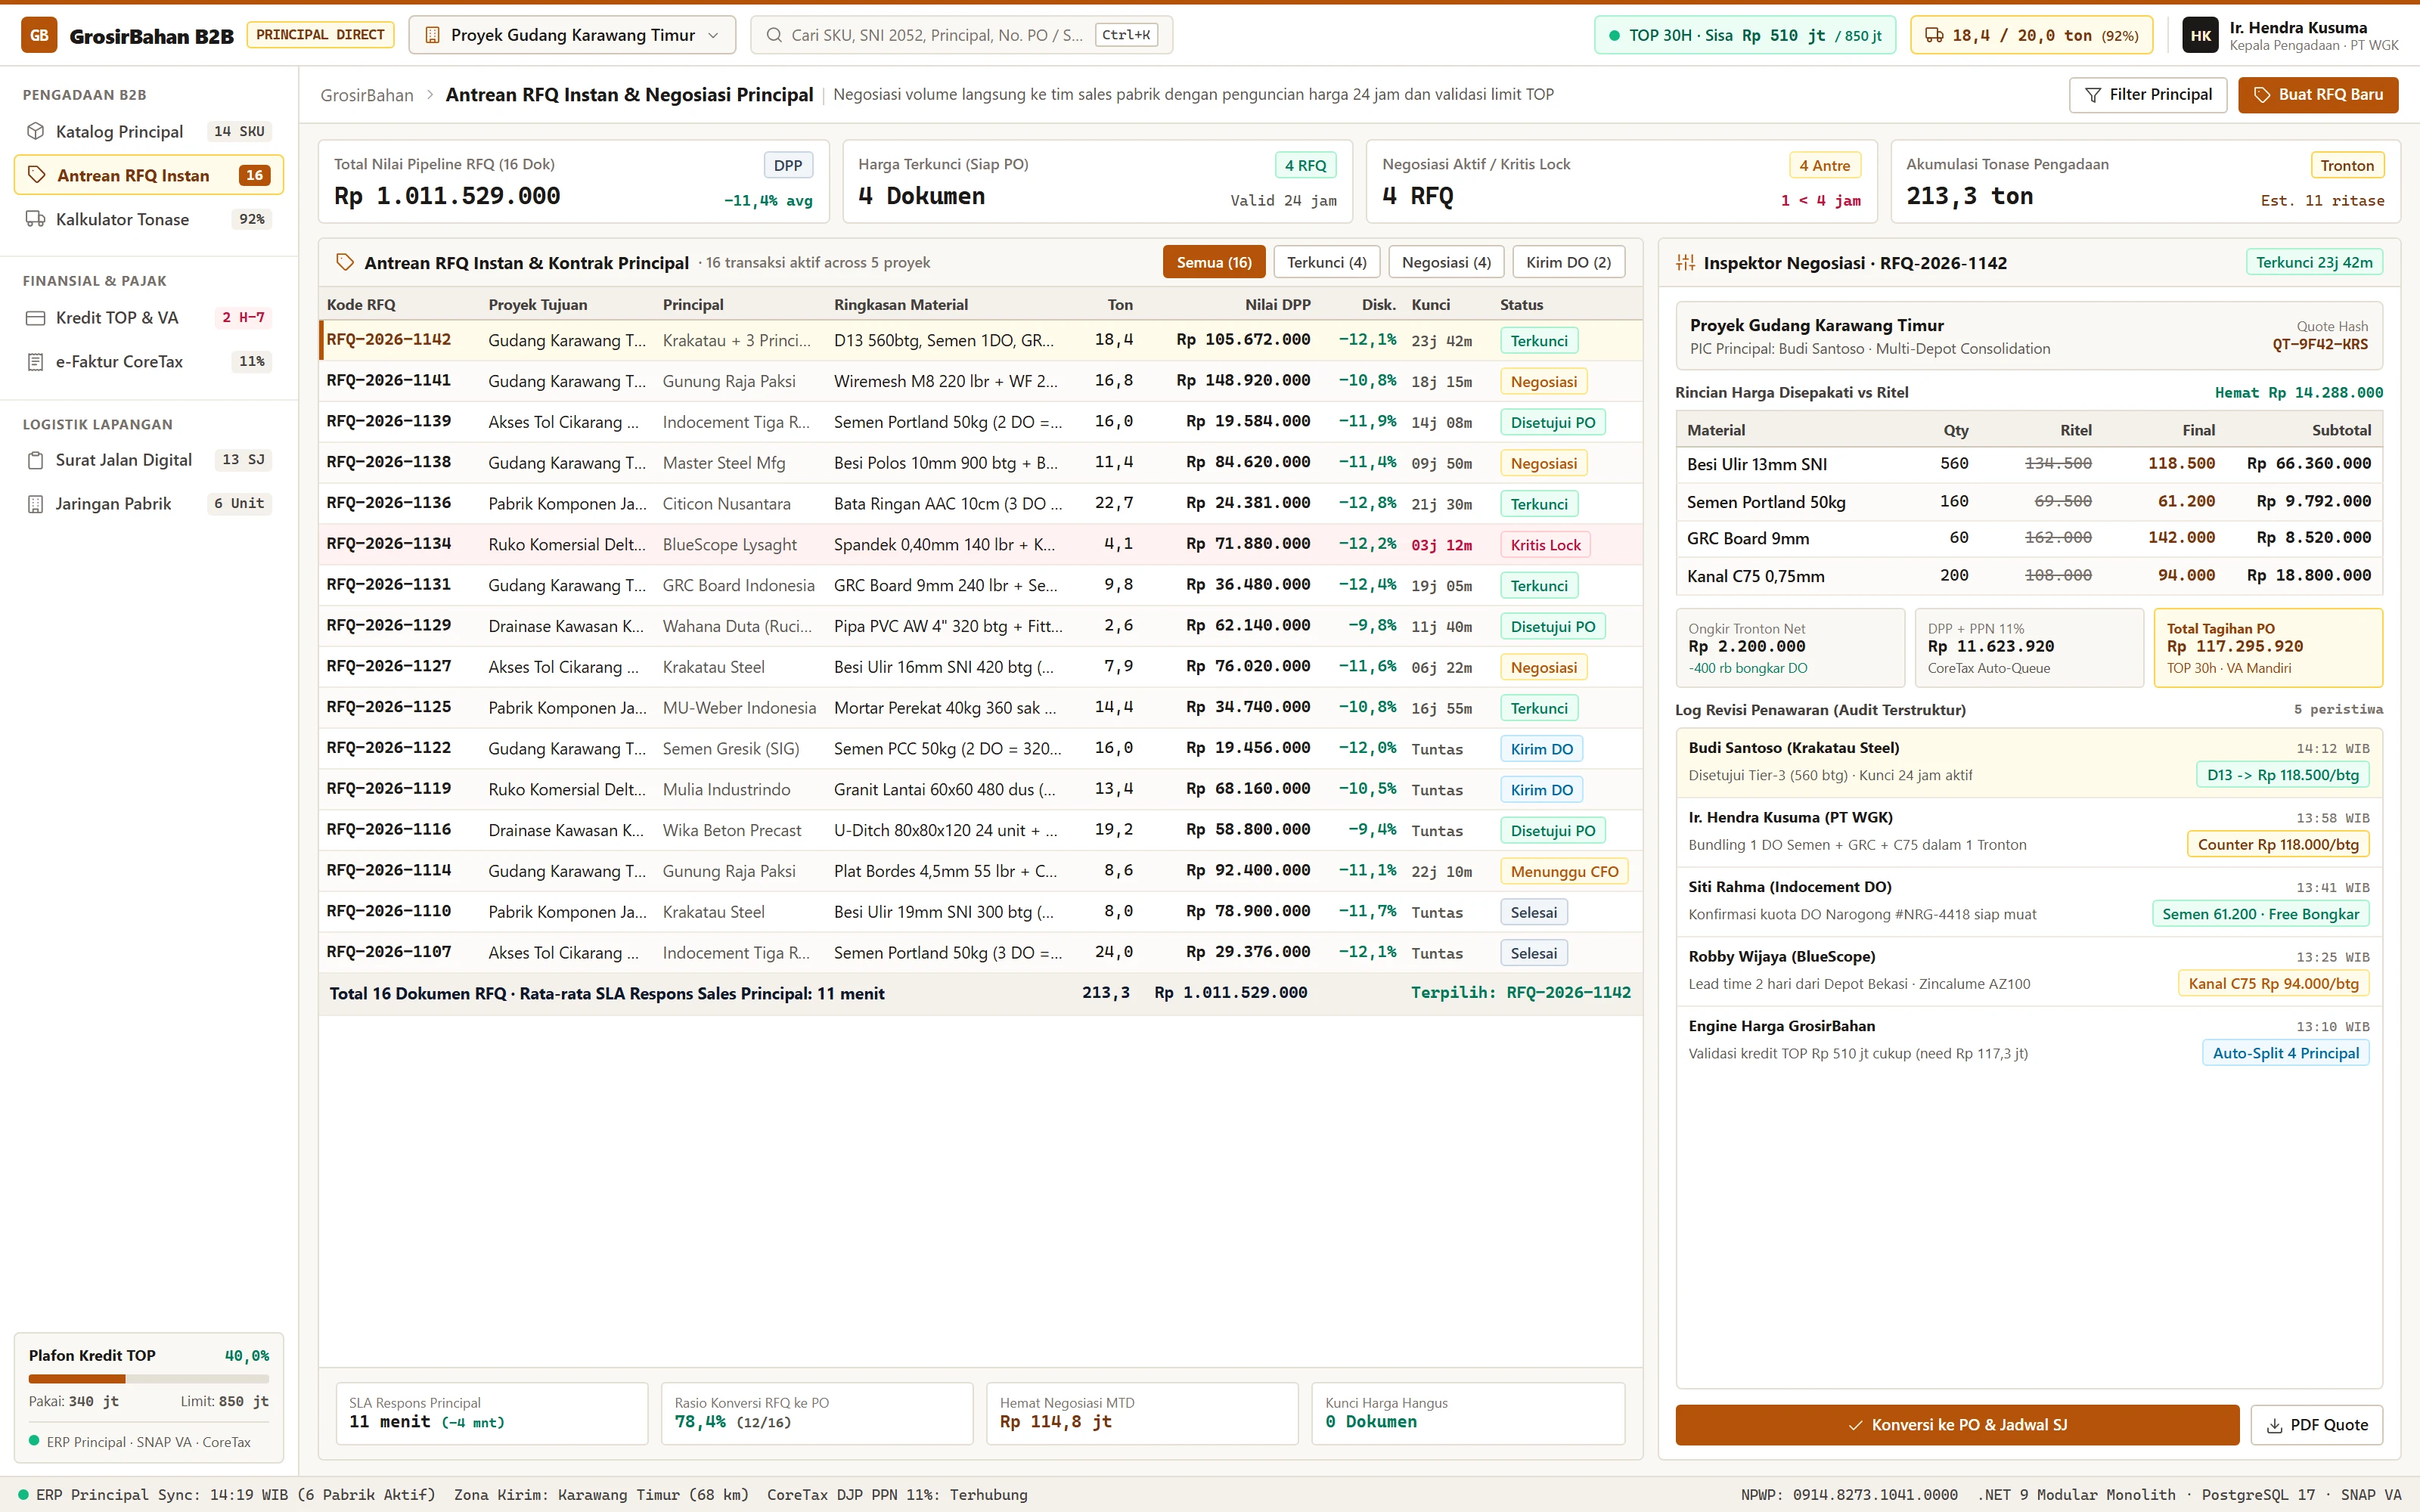 GB GrosirBahan B2B PRINCIPAL DIRECT Proyek Gudang Karawang Timur Cari SKU, SNI 2052, Principal, No. PO / S... Ctrl+K TOP 30H · Sisa Rp 510 jt / 850 jt 18,4 / 20,0 ton (92%) HK Ir. Hendra Kusuma
Kepala Pengadaan · PT WGK
PENGADAAN B2B
Katalog Principal 14 SKU
Antrean RFQ Instan 16
Kalkulator Tonase 92%
FINANSIAL & PAJAK
Kredit TOP & VA 2 H-7
e-Faktur CoreTax 11%
LOGISTIK LAPANGAN
Surat Jalan Digital 13 SJ
Jaringan Pabrik 6 Unit
Plafon Kredit TOP 40,0%
Pakai: 340 jt Limit: 850 jt
ERP Principal · SNAP VA · CoreTax
GrosirBahan > Antrean RFQ Instan & Negosiasi Principal | Negosiasi volume langsung ke tim sales pabrik dengan penguncian harga 24 jam dan validasi limit TOP Filter Principal Buat RFQ Baru
Total Nilai Pipeline RFQ (16 Dok) DPP
Rp 1.011.529.000 -11,4% avg
Harga Terkunci (Siap PO) 4 RFQ
4 Dokumen Valid 24 jam
Negosiasi Aktif / Kritis Lock 4 Antre
4 RFQ 1 < 4 jam
Akumulasi Tonase Pengadaan Tronton
213,3 ton Est. 11 ritase
Antrean RFQ Instan & Kontrak Principal · 16 transaksi aktif across 5 proyek Semua (16) Terkunci (4) Negosiasi (4) Kirim DO (2)
Kode RFQ Proyek Tujuan Principal Ringkasan Material Ton Nilai DPP Disk. Kunci Status
RFQ-2026-1142 Gudang Karawang T... Krakatau + 3 Princi... D13 560btg, Semen 1DO, GR... 18,4 Rp 105.672.000 -12,1% 23j 42m Terkunci
RFQ-2026-1141 Gudang Karawang T... Gunung Raja Paksi Wiremesh M8 220 lbr + WF 2... 16,8 Rp 148.920.000 -10,8% 18j 15m Negosiasi
RFQ-2026-1139 Akses Tol Cikarang ... Indocement Tiga R... Semen Portland 50kg (2 DO =... 16,0 Rp 19.584.000 -11,9% 14j 08m Disetujui PO
RFQ-2026-1138 Gudang Karawang T... Master Steel Mfg Besi Polos 10mm 900 btg + B... 11,4 Rp 84.620.000 -11,4% 09j 50m Negosiasi
RFQ-2026-1136 Pabrik Komponen Ja... Citicon Nusantara Bata Ringan AAC 10cm (3 DO ... 22,7 Rp 24.381.000 -12,8% 21j 30m Terkunci
RFQ-2026-1134 Ruko Komersial Delt... BlueScope Lysaght Spandek 0,40mm 140 lbr + K... 4,1 Rp 71.880.000 -12,2% 03j 12m Kritis Lock
RFQ-2026-1131 Gudang Karawang T... GRC Board Indonesia GRC Board 9mm 240 lbr + Se... 9,8 Rp 36.480.000 -12,4% 19j 05m Terkunci
RFQ-2026-1129 Drainase Kawasan K... Wahana Duta (Ruci... Pipa PVC AW 4" 320 btg + Fitt... 2,6 Rp 62.140.000 -9,8% 11j 40m Disetujui PO
RFQ-2026-1127 Akses Tol Cikarang ... Krakatau Steel Besi Ulir 16mm SNI 420 btg (... 7,9 Rp 76.020.000 -11,6% 06j 22m Negosiasi
RFQ-2026-1125 Pabrik Komponen Ja... MU-Weber Indonesia Mortar Perekat 40kg 360 sak ... 14,4 Rp 34.740.000 -10,8% 16j 55m Terkunci
RFQ-2026-1122 Gudang Karawang T... Semen Gresik (SIG) Semen PCC 50kg (2 DO = 320... 16,0 Rp 19.456.000 -12,0% Tuntas Kirim DO
RFQ-2026-1119 Ruko Komersial Delt... Mulia Industrindo Granit Lantai 60x60 480 dus (... 13,4 Rp 68.160.000 -10,5% Tuntas Kirim DO
RFQ-2026-1116 Drainase Kawasan K... Wika Beton Precast U-Ditch 80x80x120 24 unit + ... 19,2 Rp 58.800.000 -9,4% Tuntas Disetujui PO
RFQ-2026-1114 Gudang Karawang T... Gunung Raja Paksi Plat Bordes 4,5mm 55 lbr + C... 8,6 Rp 92.400.000 -11,1% 22j 10m Menunggu CFO
RFQ-2026-1110 Pabrik Komponen Ja... Krakatau Steel Besi Ulir 19mm SNI 300 btg (... 8,0 Rp 78.900.000 -11,7% Tuntas Selesai
RFQ-2026-1107 Akses Tol Cikarang ... Indocement Tiga R... Semen Portland 50kg (3 DO =... 24,0 Rp 29.376.000 -12,1% Tuntas Selesai
Total 16 Dokumen RFQ · Rata-rata SLA Respons Sales Principal: 11 menit 213,3 Rp 1.011.529.000 Terpilih: RFQ-2026-1142
SLA Respons Principal
11 menit (-4 mnt)
Rasio Konversi RFQ ke PO
78,4% (12/16)
Hemat Negosiasi MTD
Rp 114,8 jt
Kunci Harga Hangus
0 Dokumen
Inspektor Negosiasi · RFQ-2026-1142 Terkunci 23j 42m
Proyek Gudang Karawang Timur Quote Hash
PIC Principal: Budi Santoso · Multi-Depot Consolidation QT-9F42-KRS
Rincian Harga Disepakati vs Ritel Hemat Rp 14.288.000
Material Qty Ritel Final Subtotal
Besi Ulir 13mm SNI 560 134.500 118.500 Rp 66.360.000
Semen Portland 50kg 160 69.500 61.200 Rp 9.792.000
GRC Board 9mm 60 162.000 142.000 Rp 8.520.000
Kanal C75 0,75mm 200 108.000 94.000 Rp 18.800.000
Ongkir Tronton Net
Rp 2.200.000
-400 rb bongkar DO
DPP + PPN 11%
Rp 11.623.920
CoreTax Auto-Queue
Total Tagihan PO
Rp 117.295.920
TOP 30h · VA Mandiri
Log Revisi Penawaran (Audit Terstruktur) 5 peristiwa
Budi Santoso (Krakatau Steel) 14:12 WIB
Disetujui Tier-3 (560 btg) · Kunci 24 jam aktif D13 -> Rp 118.500/btg
Ir. Hendra Kusuma (PT WGK) 13:58 WIB
Bundling 1 DO Semen + GRC + C75 dalam 1 Tronton Counter Rp 118.000/btg
Siti Rahma (Indocement DO) 13:41 WIB
Konfirmasi kuota DO Narogong #NRG-4418 siap muat Semen 61.200 · Free Bongkar
Robby Wijaya (BlueScope) 13:25 WIB
Lead time 2 hari dari Depot Bekasi · Zincalume AZ100 Kanal C75 Rp 94.000/btg
Engine Harga GrosirBahan 13:10 WIB
Validasi kredit TOP Rp 510 jt cukup (need Rp 117,3 jt) Auto-Split 4 Principal
Konversi ke PO & Jadwal SJ PDF Quote
ERP Principal Sync: 14:19 WIB (6 Pabrik Aktif) Zona Kirim: Karawang Timur (68 km) CoreTax DJP PPN 11%: Terhubung NPWP: 0914.8273.1041.0000 .NET 9 Modular Monolith · PostgreSQL 17 · SNAP VA